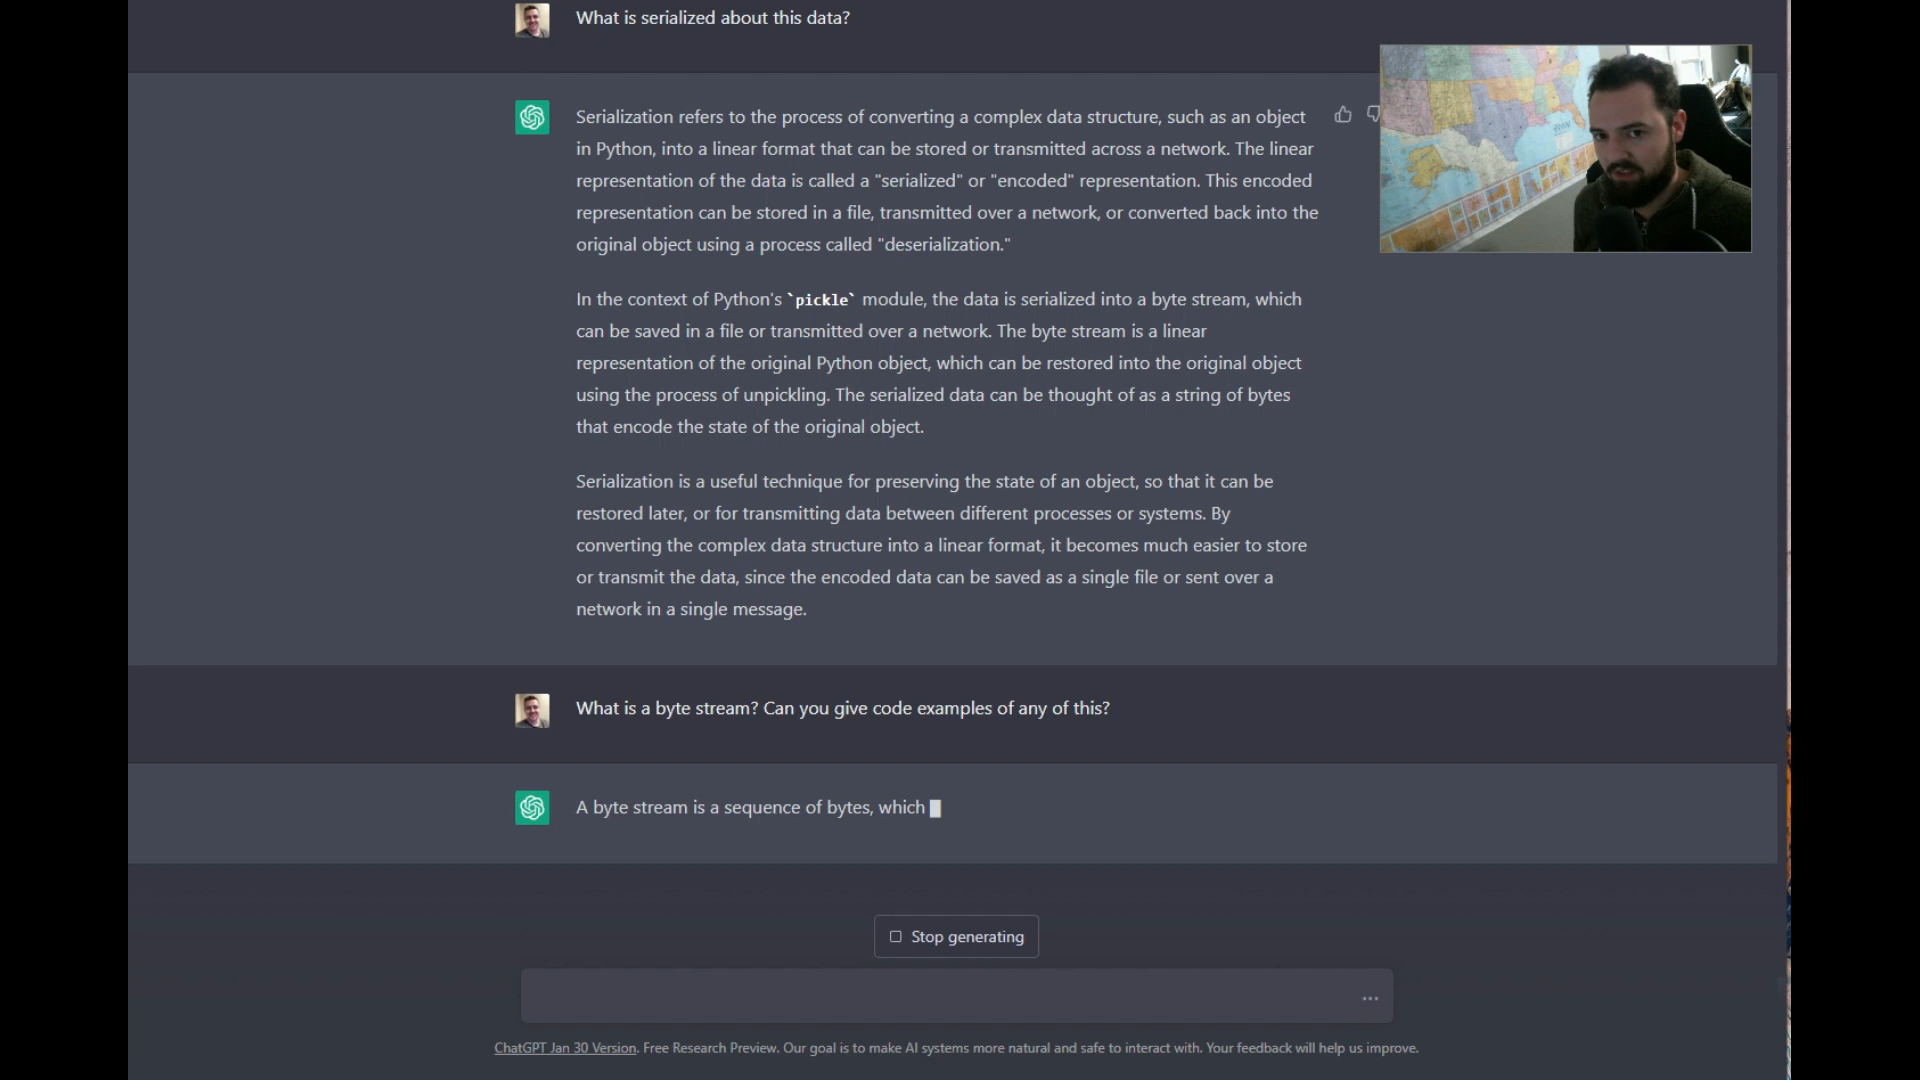 What is serialized about this data?
Serialization refers to the process of converting a complex data structure, such as an object
in Python, into a linear format that can be stored or transmitted across a network. The linear
representation of the data is called a "serialized" or "encoded" representation. This encoded
representation can be stored in a file, transmitted over a network, or converted back into the
original object using a process called "deserialization."
In the context of Python's `pickle` module, the data is serialized into a byte stream, which
can be saved in a file or transmitted over a network. The byte stream is a linear
representation of the original Python object, which can be restored into the original object
using the process of unpickling. The serialized data can be thought of as a string of bytes
that encode the state of the original object.
Serialization is a useful technique for preserving the state of an object, so that it can be
restored later, or for transmitting data between different processes or systems. By
converting the complex data structure into a linear format, it becomes much easier to store
or transmit the data, since the encoded data can be saved as a single file or sent over a
network in a single message.
What is a byte stream? Can you give code examples of any of this?
A byte stream is a sequence of bytes, which
Stop generating
ChatGPT Jan 30 Version. Free Research Preview. Our goal is to make AI systems more natural and safe to interact with. Your feedback will help us improve.